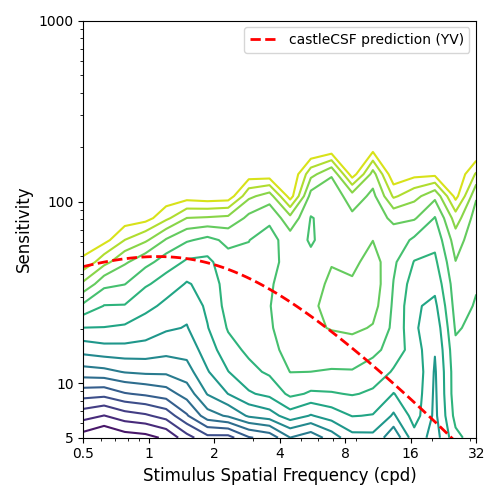 1000
castleCSF prediction (YV)
100
10
5
Sensitivity
0.5 1 2 4 8 16 32
Stimulus Spatial Frequency (cpd)